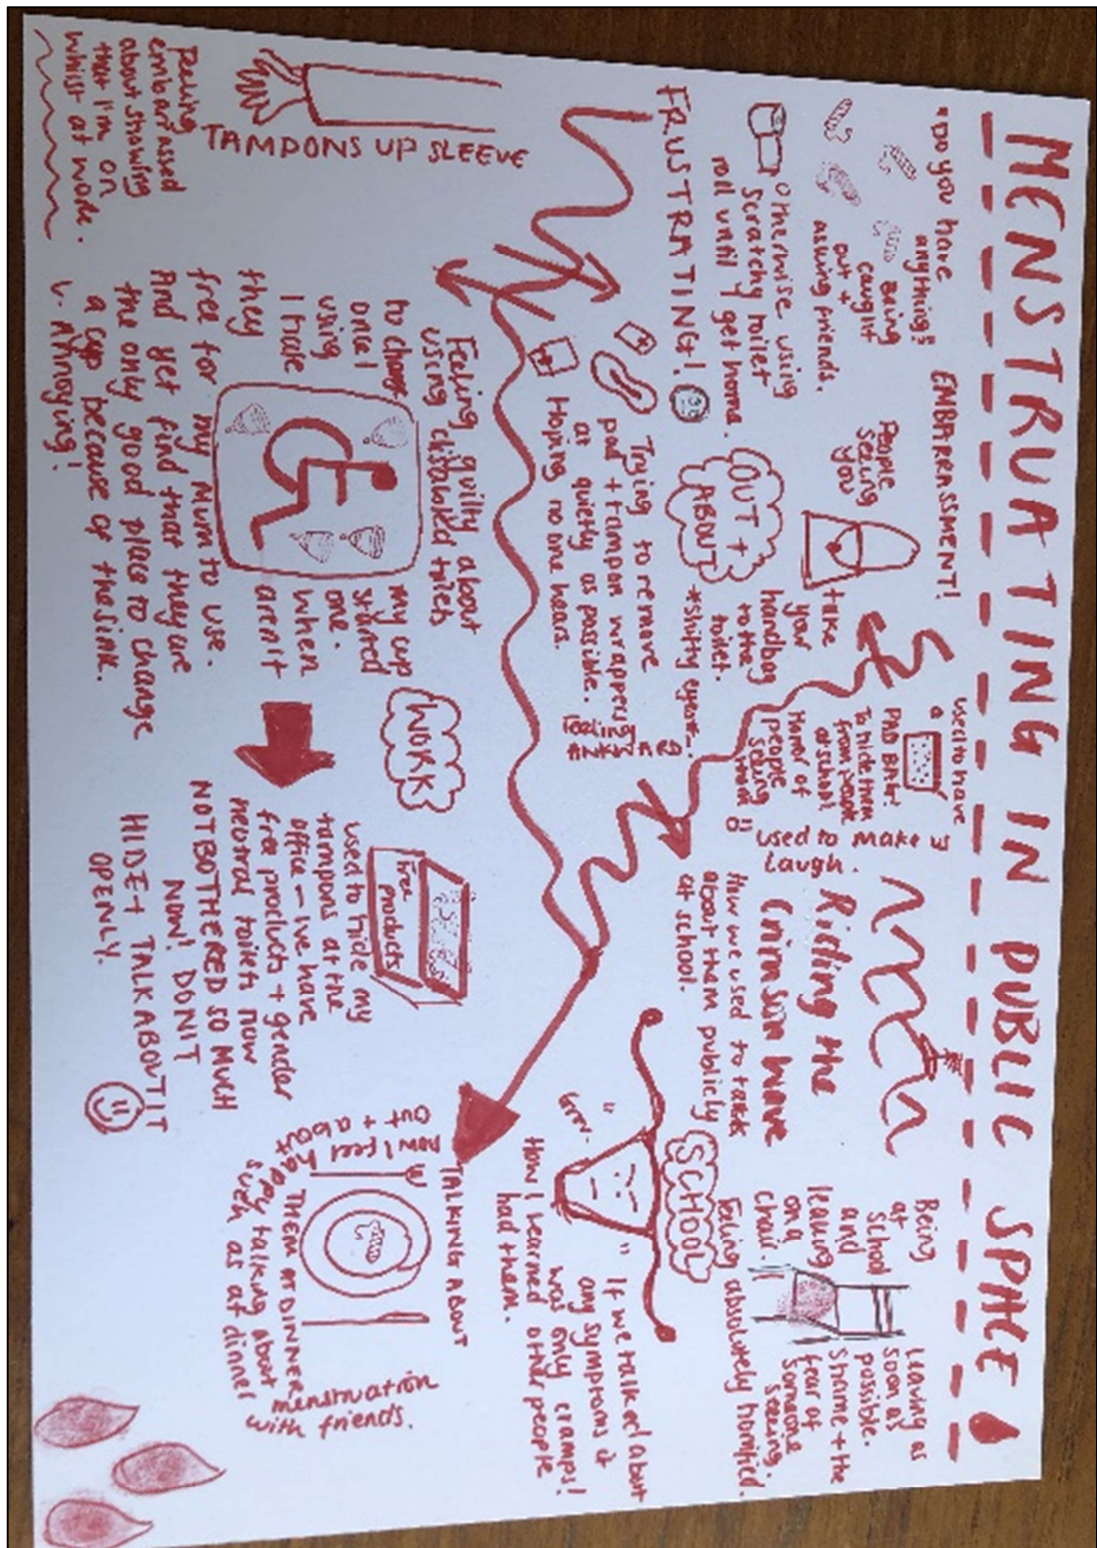 MENSTRUATING IN PUBLIC SPACE
"Do you have
anything?"
Being
caught
out +
asking friends.
Otherwise using
scratchy toilet
roll until I get home.
FRUSTRATING!
EMBARRASSMENT!
People
seeing
you
take
your
handbag
to the
toilet.
*shifty eyes*
OUT +
ABOUT
Trying to remove
pad + tampon wrappers
at quietly as possible.
Hoping no one hears.
used to have
a
PAD BAG!
To hide them
from people
at school
Horror of
people
seeing
them
used to make
laugh.
Riding the
Crimson Wave
How we used to talk
about them publicly
at school.
SCHOOL
Being
at
school
and
leaking
on a
chair.
Leaving as
soon as
possible.
Shame + the
fear of
someone
seeing.
Feeling absolutely horrified.
"Grrr."
If we talked about
any symptoms it
was only cramps!
How I learned other people
had them.
TAMPONS UP SLEEVE
Feeling
embarrassed
about showing
that I'm on
whilst at work.
Feeling guilty about
using disabled toilets
to change my cup
once I started
using one.
I hate when
they aren't
free for my Mum to use.
And yet find that they are
the only good place to change
a cup because of the sink.
v. Annoying!
WORK
Free
products
used to hide my
tampons at the
office - we have
free products + gender
neutral toilets now
NOT BOTHERED SO MUCH
NOW! DON'T
HIDE + TALK ABOUT IT
OPENLY.
TALKING ABOUT
THEM AT DINNER
now I feel
happy talking about
menstruation
out + about
such as at dinner
with friends.